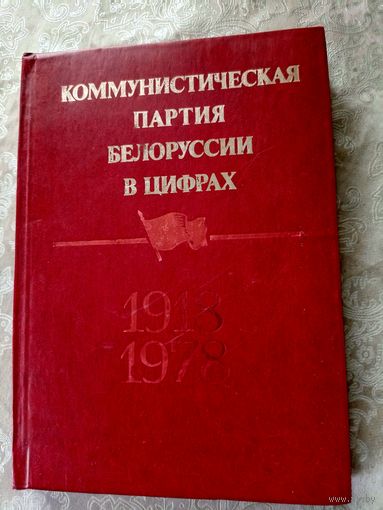 КОММУНИСТИЧЕСКАЯ
ПАРТИЯ
БЕЛОРУССИИ
В ЦИФРАХ
1918
1978